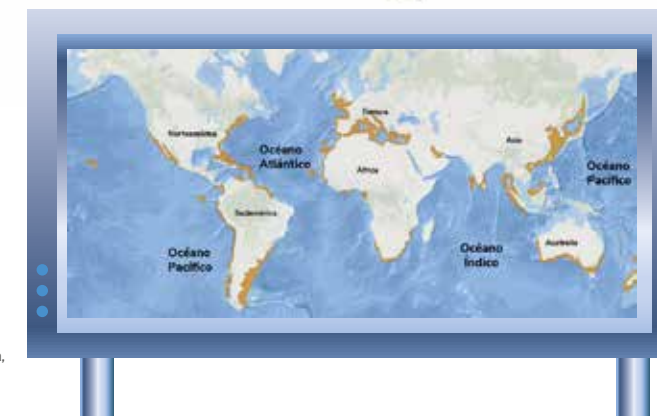 Norteamérica
Europa
Asia
Océano
Atlántico
África
Océano
Pacífico
Sudamérica
Océano
Pacífico
Océano
Índico
Australia